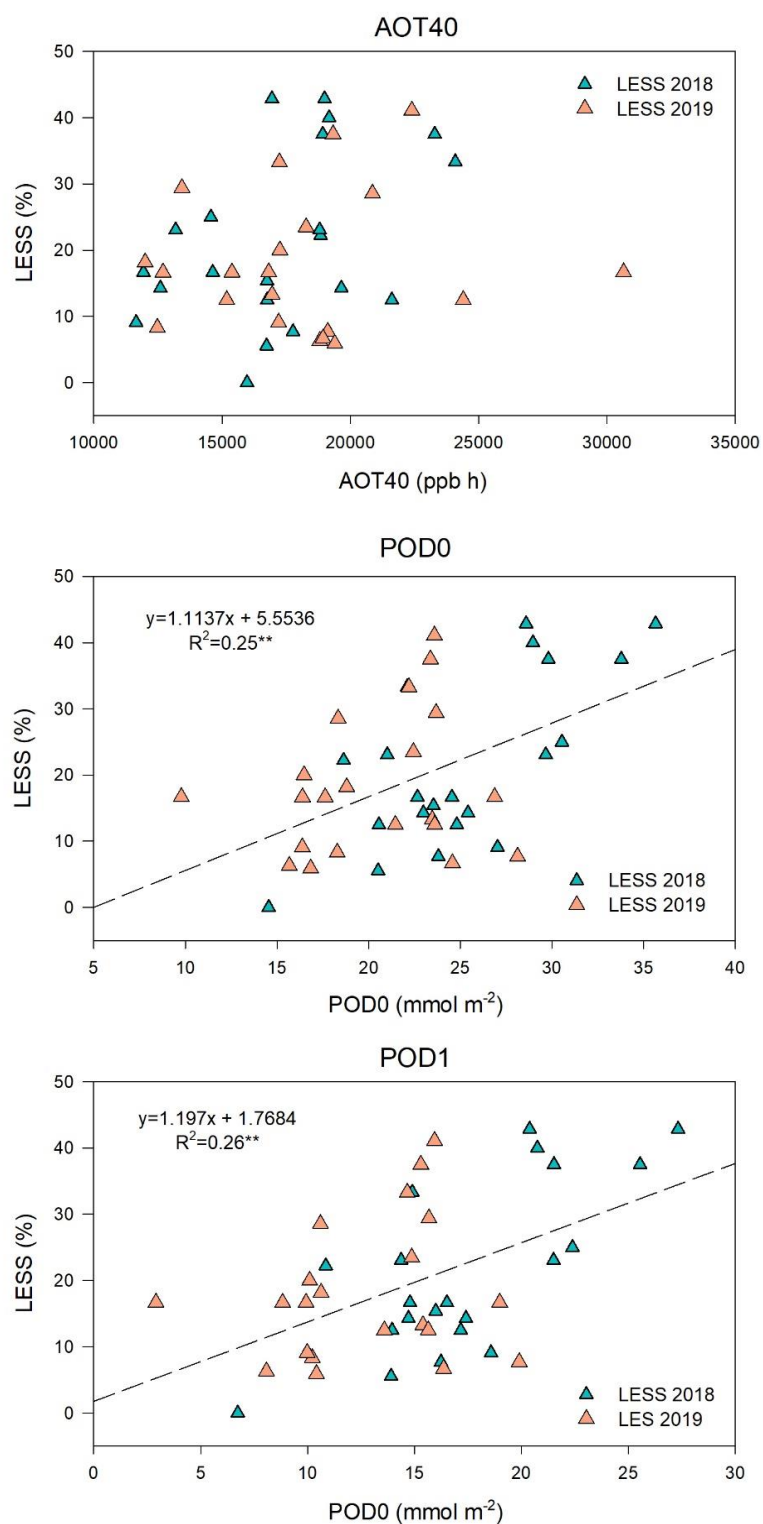 AOT40
50
40
30
20
10
0
LESS (%)
LESS 2018
LESS 2019
10000 15000 20000 25000 30000 35000
AOT40 (ppb h)
POD0
50
40
30
20
10
0
LESS (%)
y=1.1137x + 5.5536
R²=0.25**
LESS 2018
LESS 2019
5 10 15 20 25 30 35 40
POD0 (mmol m⁻²)
POD1
50
40
30
20
10
0
LESS (%)
y=1.197x + 1.7684
R²=0.26**
LESS 2018
LES 2019
0 5 10 15 20 25 30
POD0 (mmol m⁻²)